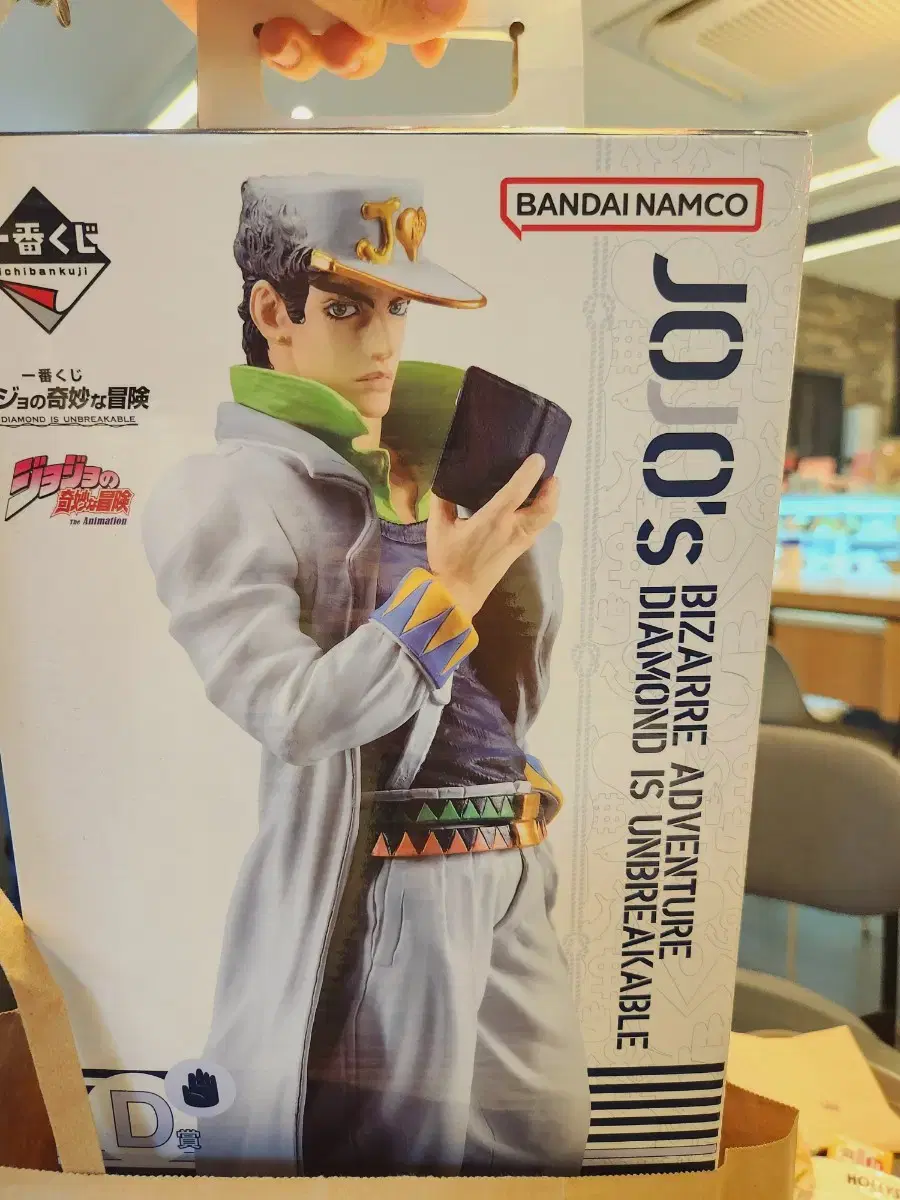 一番くじ
ichibankuji
一番くじ
ジョの奇妙な冒険
DIAMOND IS UNBREAKABLE
ジョジョの
奇妙な冒険
The Animation
JO
BANDAI NAMCO
JOJO'S
BIZARRE ADVENTURE
DIAMOND IS UNBREAKABLE
D賞